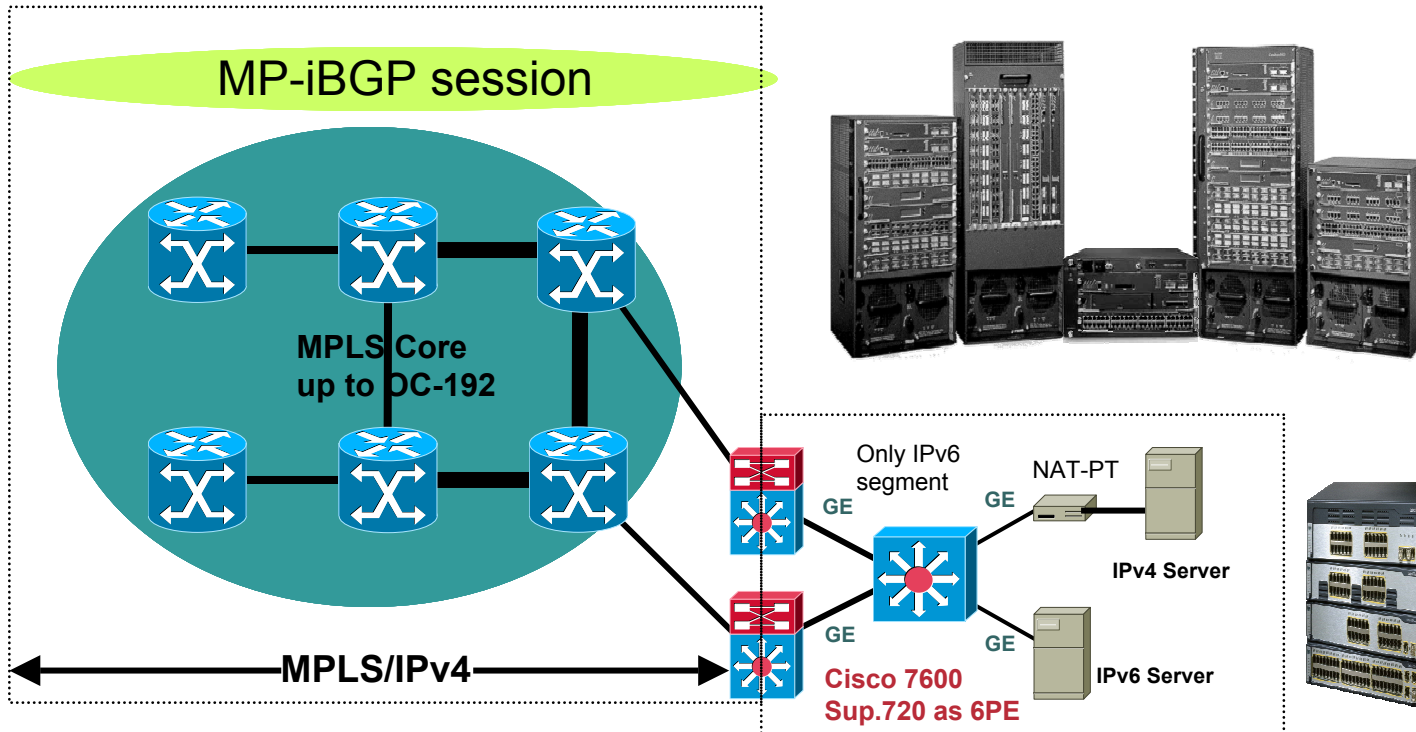 MP-iBGP session
MPLS Core
up to OC-192
Only IPv6
segment
NAT-PT
GE
GE
IPv4 Server
GE
GE
IPv6 Server
MPLS/IPv4
Cisco 7600
Sup.720 as 6PE